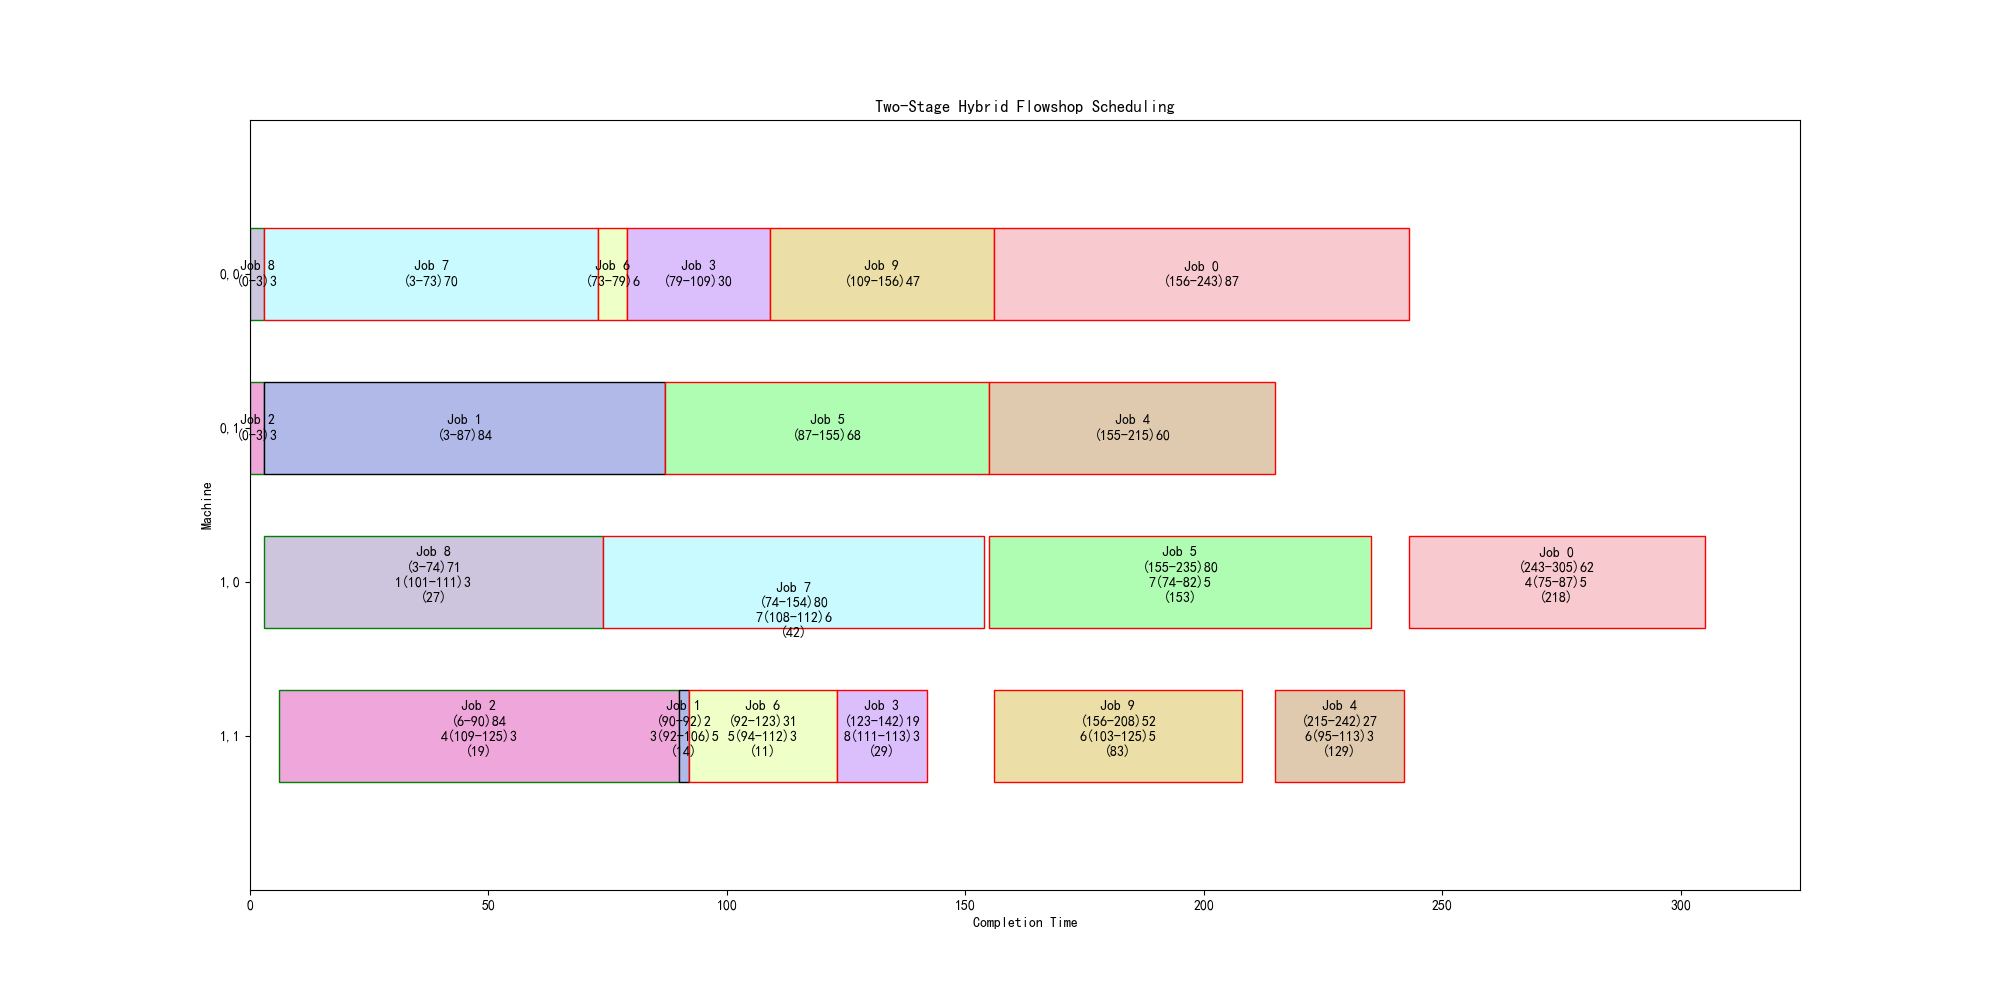 Two-Stage Hybrid Flowshop Scheduling
0,0
Job 8
(0-3)3
Job 7
(3-73)70
Job 6
(73-79)6
Job 3
(79-109)30
Job 9
(109-156)47
Job 0
(156-243)87
0,1
Job 2
(0-3)3
Job 1
(3-87)84
Job 5
(87-155)68
Job 4
(155-215)60
Machine
1,0
Job 8
(3-74)71
1(101-111)3
(27)
Job 7
(74-154)80
7(108-112)6
(42)
Job 5
(155-235)80
7(74-82)5
(153)
Job 0
(243-305)62
4(75-87)5
(218)
1,1
Job 2
(6-90)84
4(109-125)3
(19)
Job 1
(90-92)2
3(92-106)5
(14)
Job 6
(92-123)31
5(94-112)3
(11)
Job 3
(123-142)19
8(111-113)3
(29)
Job 9
(156-208)52
6(103-125)5
(83)
Job 4
(215-242)27
6(95-113)3
(129)
0 50 100 150 200 250 300
Completion Time